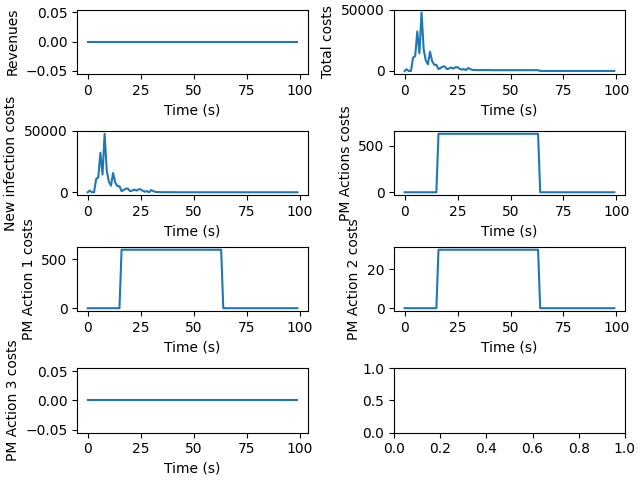 Revenues
0.05
0.00
−0.05
0 25 50 75 100
Time (s)
Total costs
50000
0
0 25 50 75 100
Time (s)
New infection costs
50000
0
0 25 50 75 100
Time (s)
PM Actions costs
500
0
0 25 50 75 100
Time (s)
PM Action 1 costs
500
0
0 25 50 75 100
Time (s)
PM Action 2 costs
20
0
0 25 50 75 100
Time (s)
PM Action 3 costs
0.05
0.00
−0.05
0 25 50 75 100
Time (s)
1.0
0.5
0.0
0.0 0.2 0.4 0.6 0.8 1.0